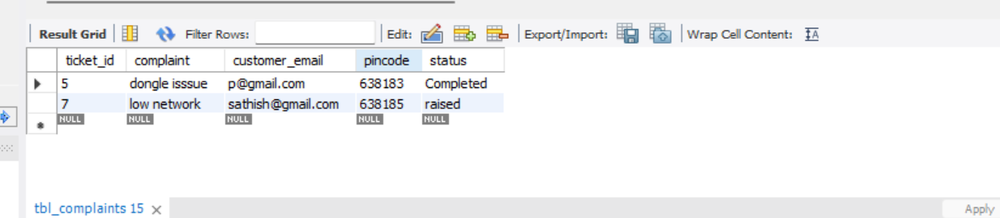 Result Grid Filter Rows: Edit: Export/Import: Wrap Cell Content: IA
ticket_id complaint customer_email pincode status
5 dongle isssue p@gmail.com 638183 Completed
7 low network sathish@gmail.com 638185 raised
NULL NULL NULL NULL NULL
tbl_complaints 15 × Apply